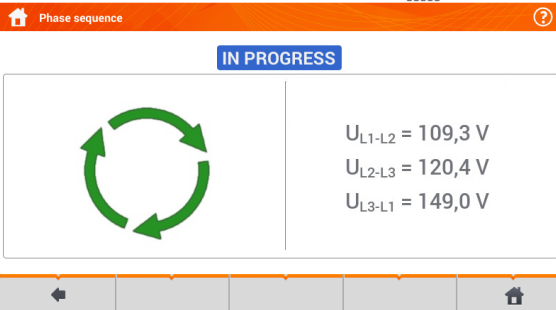 Phase sequence
?
IN PROGRESS
UL1-L2 = 109,3 V
UL2-L3 = 120,4 V
UL3-L1 = 149,0 V